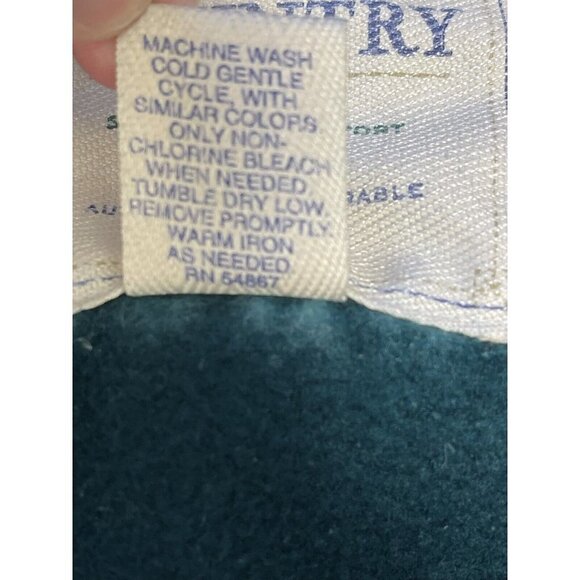 MACHINE WASH
COLD GENTLE
CYCLE, WITH
SIMILAR COLORS.
ONLY NON-
CHLORINE BLEACH
WHEN NEEDED.
TUMBLE DRY LOW.
REMOVE PROMPTLY.
WARM IRON
AS NEEDED.
RN 54867